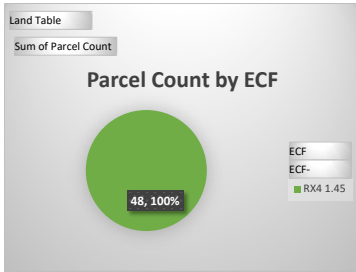 Land Table
Sum of Parcel Count
Parcel Count by ECF
48, 100%
ECF
ECF-
RX4 1.45